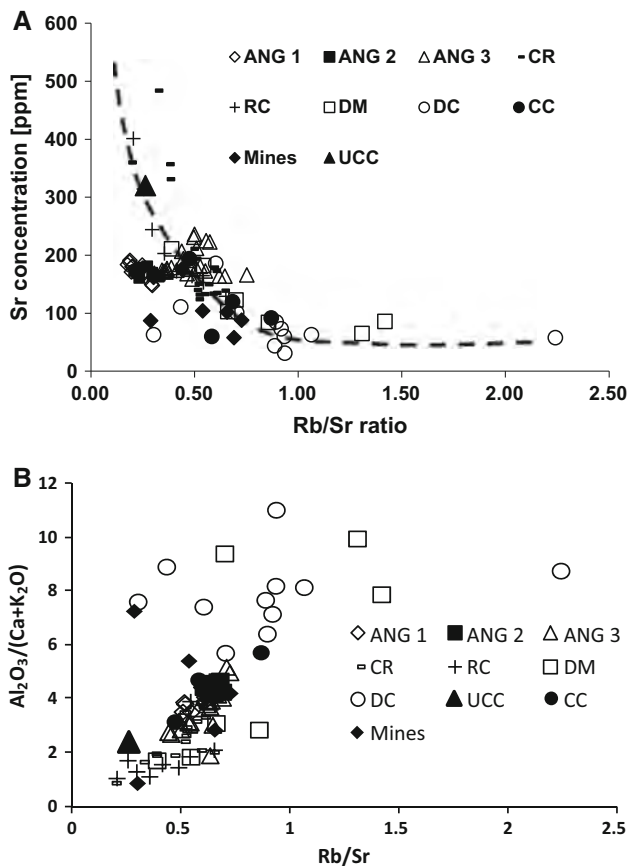 A
Sr concentration [ppm]
600
500
400
300
200
100
0
ANG 1 ANG 2 ANG 3 CR
RC DM DC CC
Mines UCC
0.00 0.50 1.00 1.50 2.00 2.50
Rb/Sr ratio
B
Al₂O₃/(Ca+K₂O)
12
10
8
6
4
2
0
ANG 1 ANG 2 ANG 3
CR RC DM
DC UCC CC
Mines
0 0.5 1 1.5 2 2.5
Rb/Sr